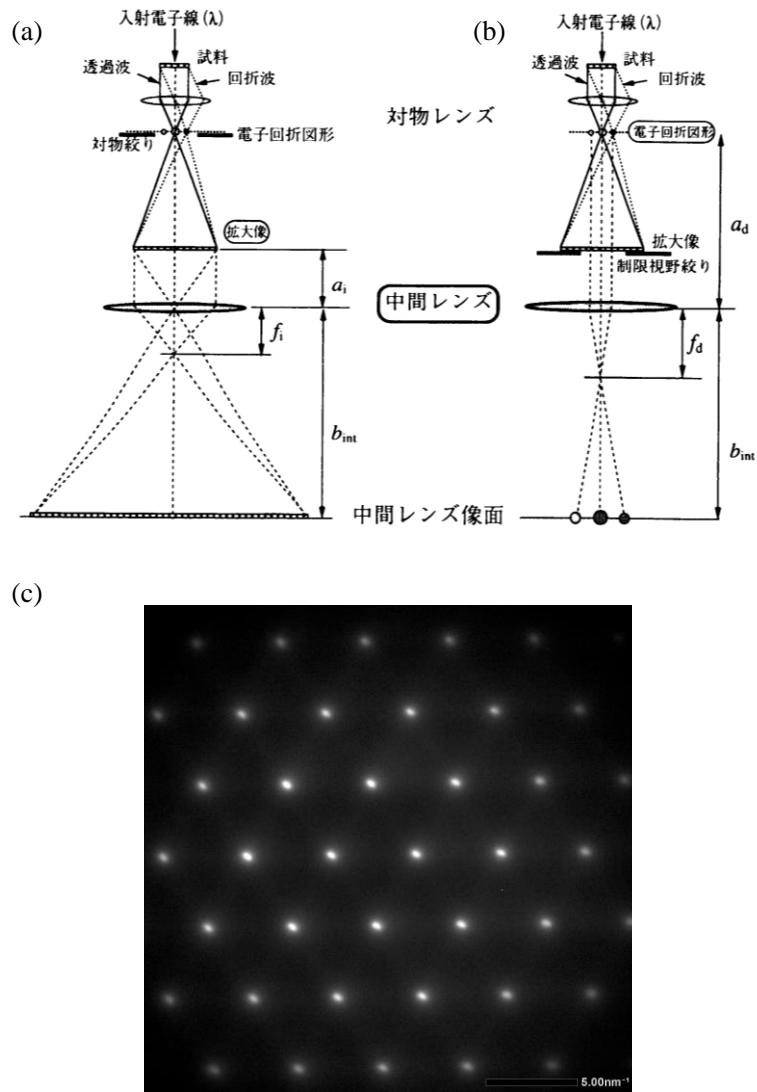 (a)
入射電子線(λ)
試料
透過波
回折波
対物絞り
電子回折図形
拡大像
a_i
f_i
b_int
対物レンズ
中間レンズ
中間レンズ像面
(b)
入射電子線(λ)
試料
透過波
回折波
電子回折図形
a_d
拡大像
制限視野絞り
f_d
b_int
(c)
5.00nm⁻¹